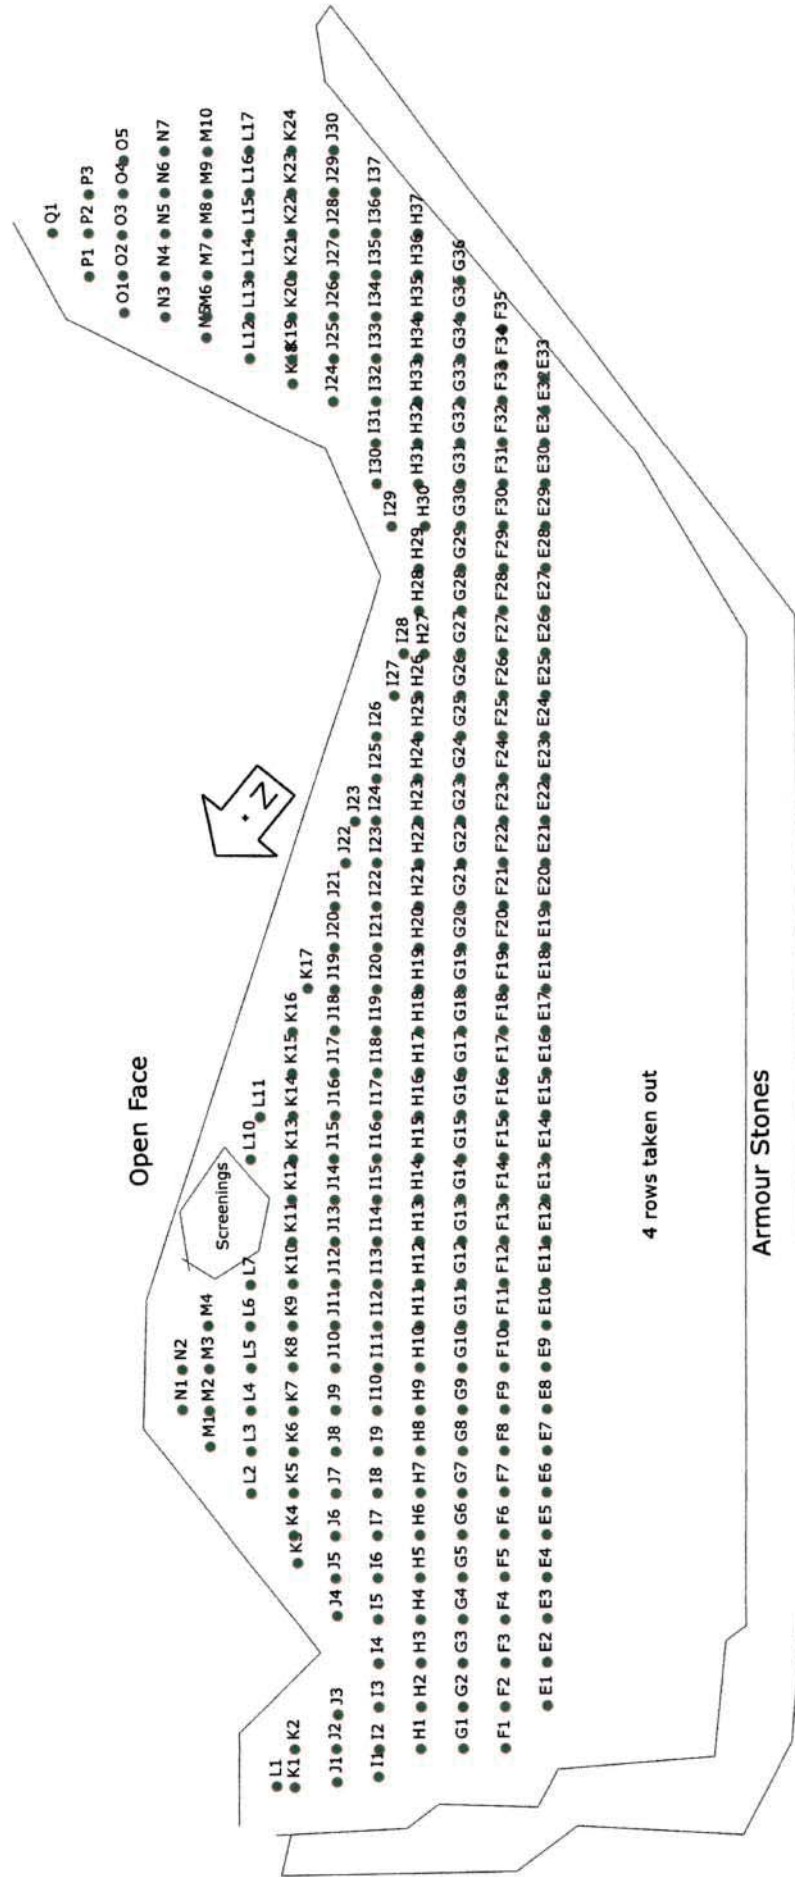 Q1
P1 P2 P3
O1 O2 O3 O4 O5
Open Face
N1 N2 N3 N4 N5 N6 N7
M1 M2 M3 M4 M5 M6 M7 M8 M9 M10
Screenings
N
L1 L2 L3 L4 L5 L6 L7 L10 L11 L12 L13 L14 L15 L16 L17
K1 K2 K3 K4 K5 K6 K7 K8 K9 K10 K11 K12 K13 K14 K15 K16 K17 K18 K19 K20 K21 K22 K23 K24
J1 J2 J3 J4 J5 J6 J7 J8 J9 J10 J11 J12 J13 J14 J15 J16 J17 J18 J19 J20 J21 J22 J23 J24 J25 J26 J27 J28 J29 J30
I1 I2 I3 I4 I5 I6 I7 I8 I9 I10 I11 I12 I13 I14 I15 I16 I17 I18 I19 I20 I21 I22 I23 I24 I25 I26 I27 I28 I29 I30 I31 I32 I33 I34 I35 I36 I37
H1 H2 H3 H4 H5 H6 H7 H8 H9 H10 H11 H12 H13 H14 H15 H16 H17 H18 H19 H20 H21 H22 H23 H24 H25 H26 H27 H28 H29 H30 H31 H32 H33 H34 H35 H36 H37
G1 G2 G3 G4 G5 G6 G7 G8 G9 G10 G11 G12 G13 G14 G15 G16 G17 G18 G19 G20 G21 G22 G23 G24 G25 G26 G27 G28 G29 G30 G31 G32 G33 G34 G35 G36
F1 F2 F3 F4 F5 F6 F7 F8 F9 F10 F11 F12 F13 F14 F15 F16 F17 F18 F19 F20 F21 F22 F23 F24 F25 F26 F27 F28 F29 F30 F31 F32 F33 F34 F35
E1 E2 E3 E4 E5 E6 E7 E8 E9 E10 E11 E12 E13 E14 E15 E16 E17 E18 E19 E20 E21 E22 E23 E24 E25 E26 E27 E28 E29 E30 E31 E32 E33
4 rows taken out
Armour Stones